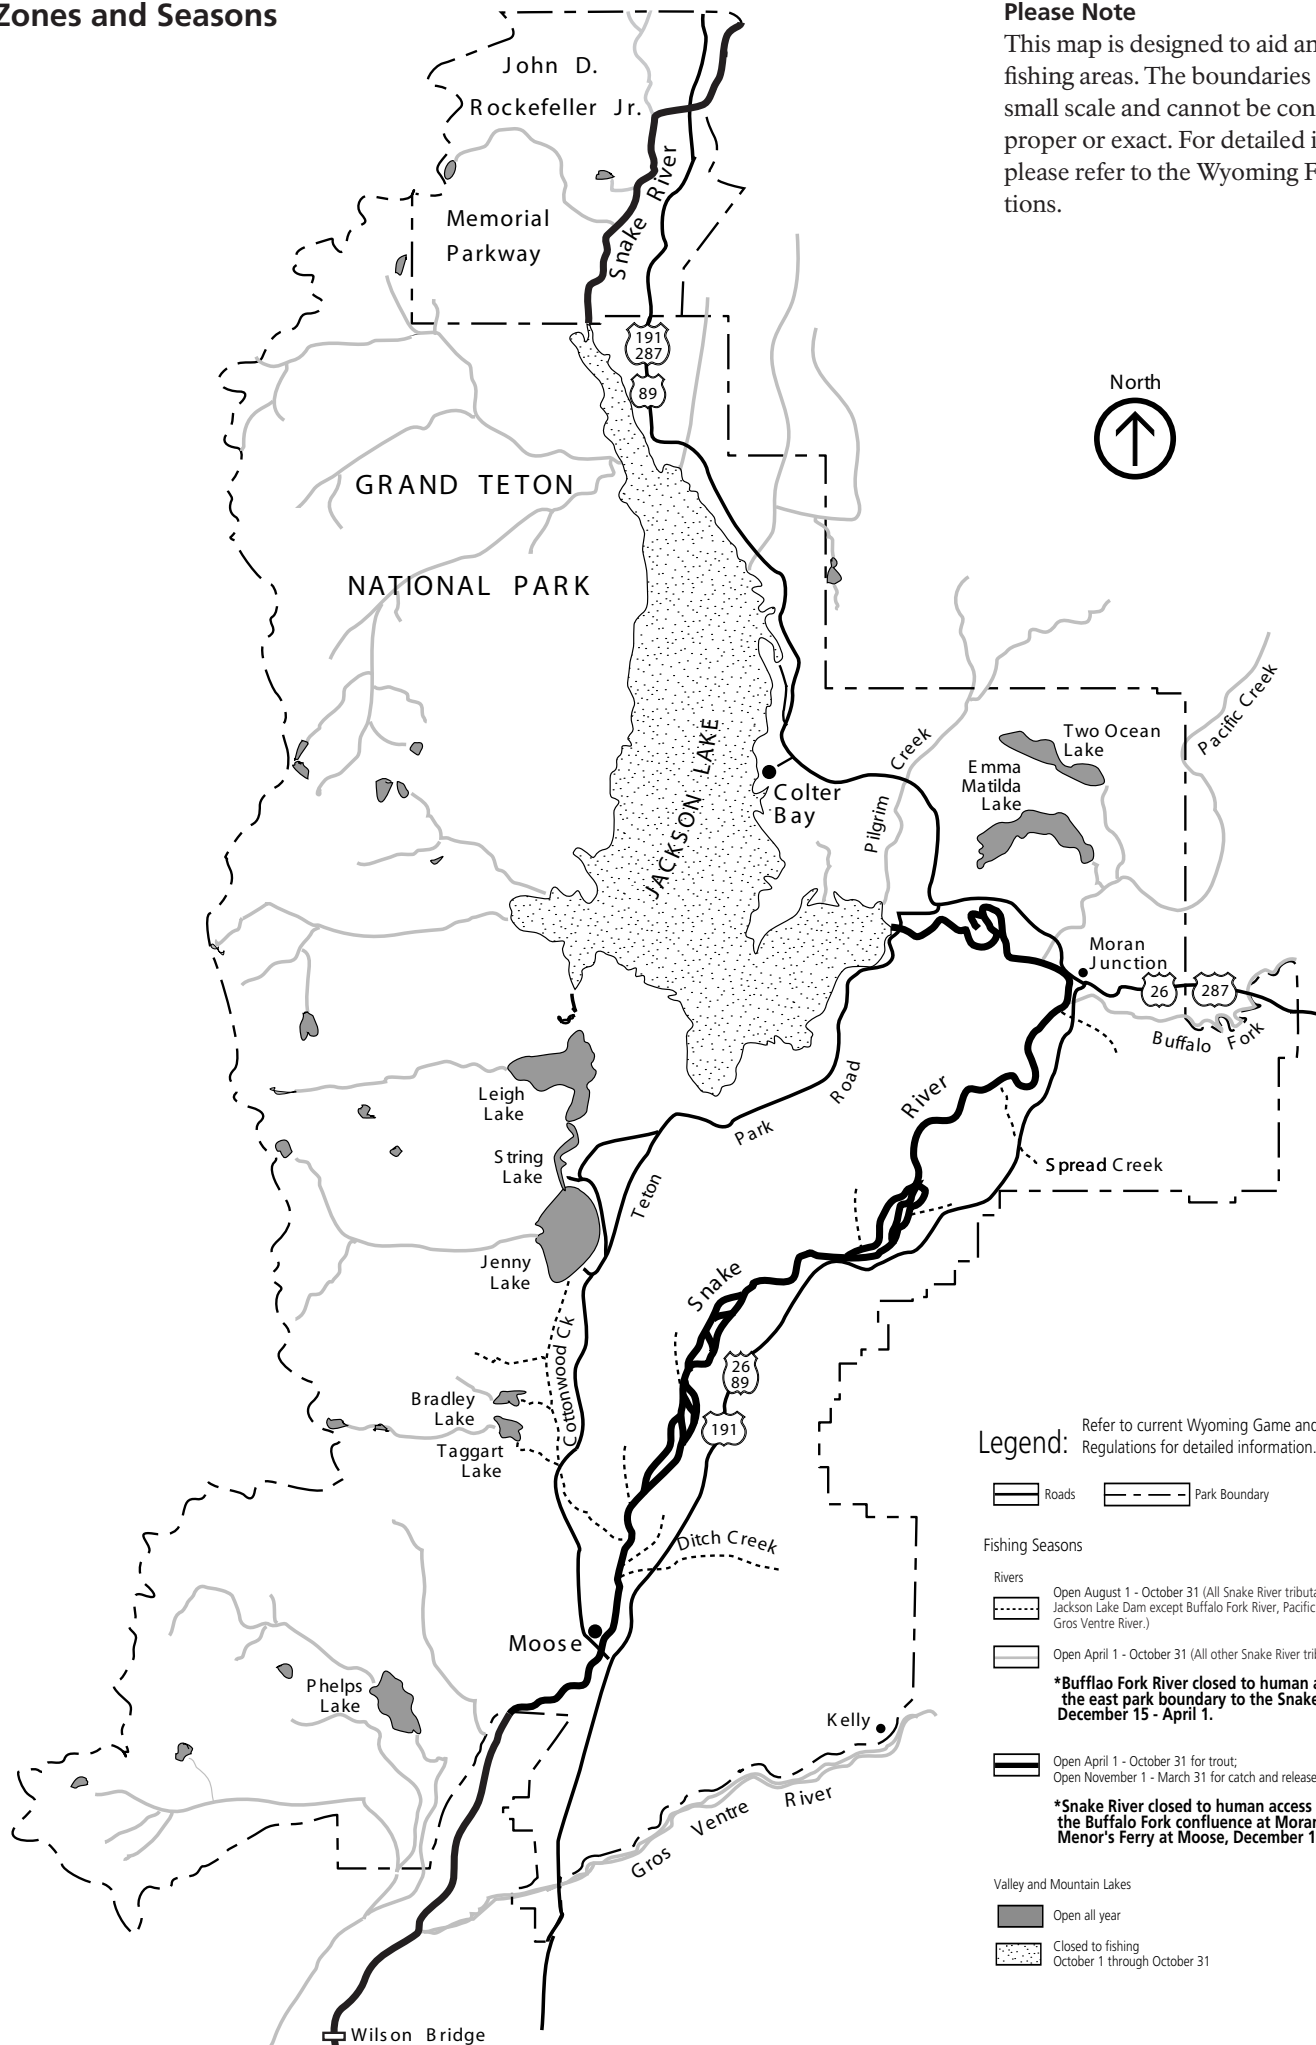 Zones and Seasons
Please Note
This map is designed to aid an
fishing areas. The boundaries
small scale and cannot be con
proper or exact. For detailed i
please refer to the Wyoming F
tions.
John D.
Rockefeller Jr.
Memorial
Parkway
Snake River
191
287
89
North
GRAND TETON
NATIONAL PARK
JACKSON LAKE
Colter
Bay
Pilgrim Creek
Two Ocean
Lake
Emma
Matilda
Lake
Pacific Creek
Moran
Junction
26
287
Buffalo Fork
Leigh
Lake
String
Lake
Jenny
Lake
Teton Park Road
Snake River
Spread Creek
Cottonwood Ck
Bradley
Lake
Taggart
Lake
26
89
191
Ditch Creek
Moose
Phelps
Lake
Kelly
Gros Ventre River
Wilson Bridge
Legend:
Refer to current Wyoming Game and
Regulations for detailed information.
Roads
Park Boundary
Fishing Seasons
Rivers
Open August 1 - October 31 (All Snake River tributa
Jackson Lake Dam except Buffalo Fork River, Pacific
Gros Ventre River.)
Open April 1 - October 31 (All other Snake River trib
*Bufflao Fork River closed to human a
the east park boundary to the Snake
December 15 - April 1.
Open April 1 - October 31 for trout;
Open November 1 - March 31 for catch and release
*Snake River closed to human access
the Buffalo Fork confluence at Moran
Menor's Ferry at Moose, December 1
Valley and Mountain Lakes
Open all year
Closed to fishing
October 1 through October 31